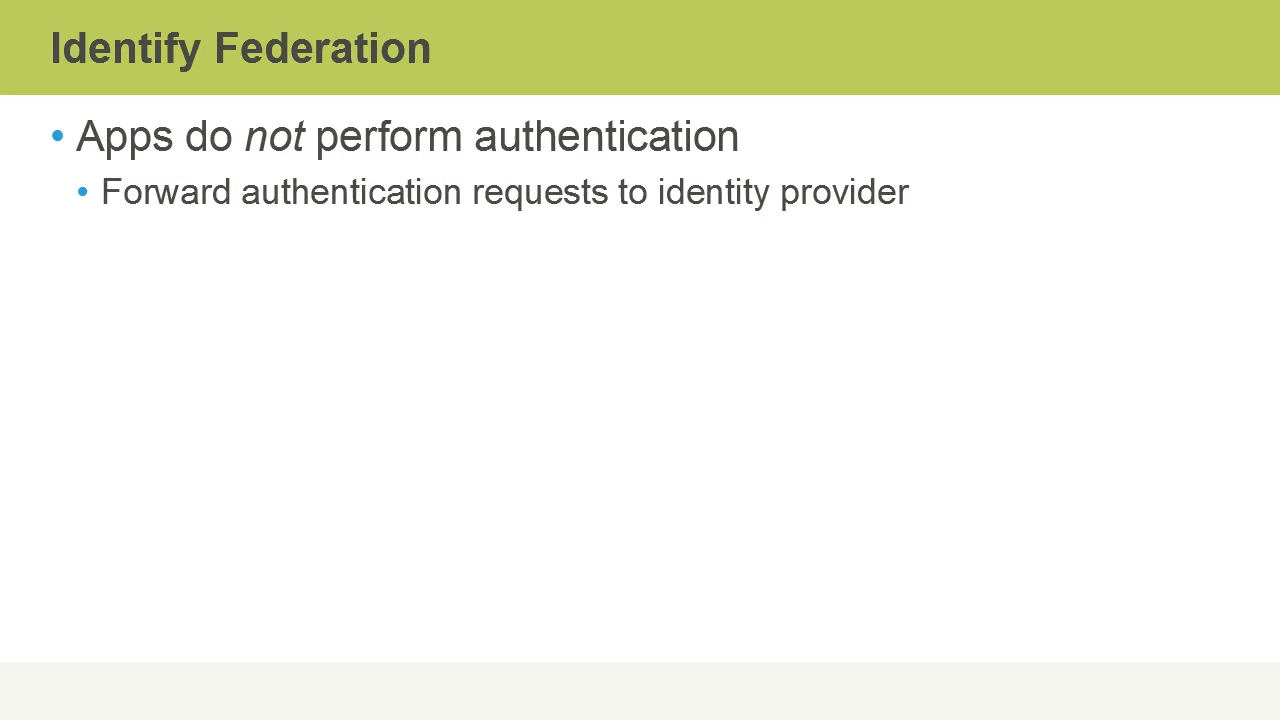 Identify Federation
• Apps do not perform authentication
• Forward authentication requests to identity provider